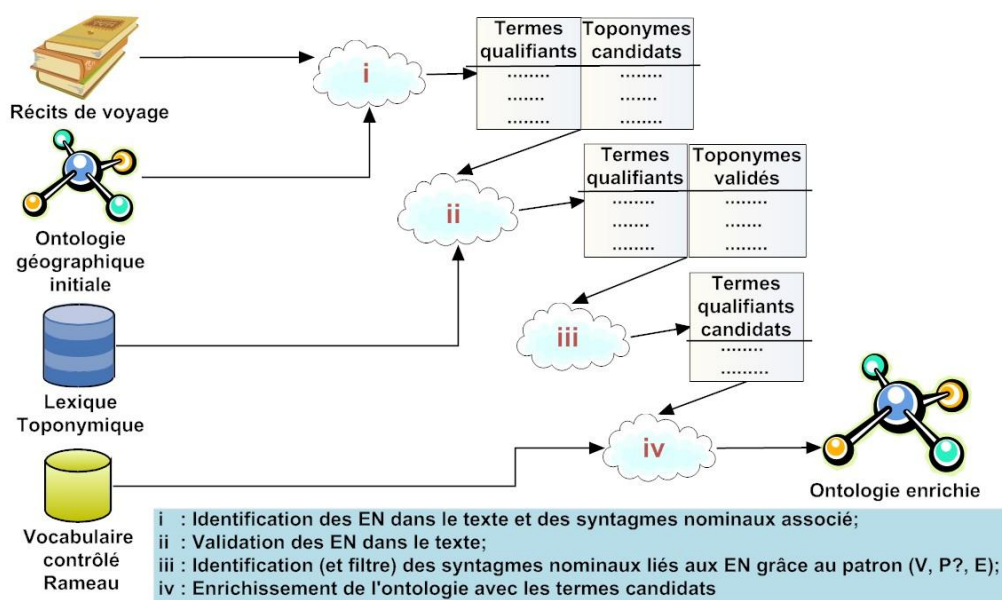 Récits de voyage
Ontologie
géographique
initiale
Lexique
Toponymique
Vocabulaire
contrôlé
Rameau
i
Termes
qualifiants
Toponymes
candidats
........ ........
....... .......
........ ........
ii
Termes
qualifiants
Toponymes
validés
........ ........
....... .......
........ ........
iii
Termes
qualifiants
candidats
........
.........
iv
Ontologie enrichie
i : Identification des EN dans le texte et des syntagmes nominaux associé;
ii : Validation des EN dans le texte;
iii : Identification (et filtre) des syntagmes nominaux liés aux EN grâce au patron (V, P?, E);
iv : Enrichissement de l'ontologie avec les termes candidats